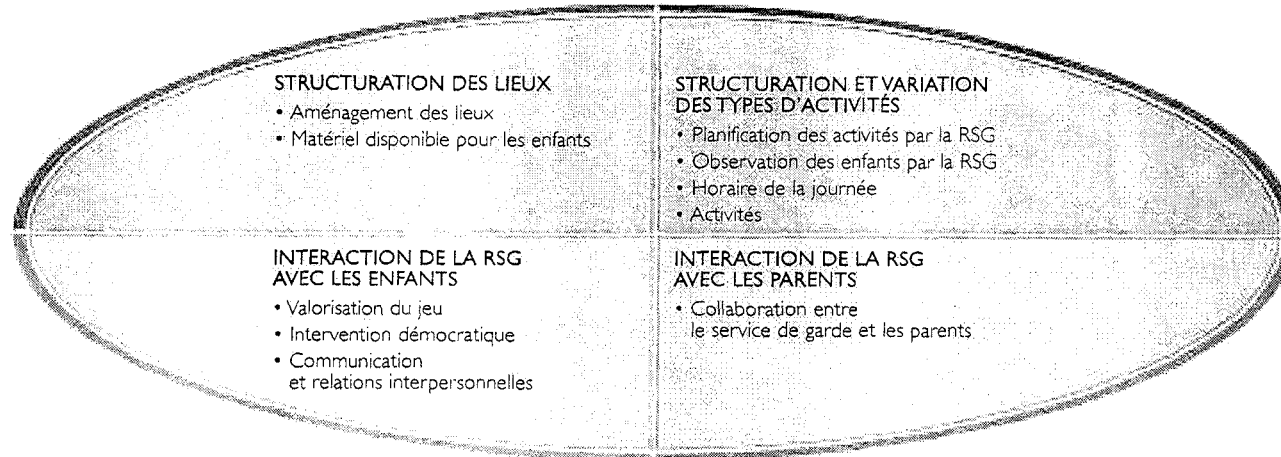 STRUCTURATION DES LIEUX
• Aménagement des lieux
• Matériel disponible pour les enfants
STRUCTURATION ET VARIATION
DES TYPES D'ACTIVITÉS
• Planification des activités par la RSG
• Observation des enfants par la RSG
• Horaire de la journée
• Activités
INTERACTION DE LA RSG
AVEC LES ENFANTS
• Valorisation du jeu
• Intervention démocratique
• Communication
et relations interpersonnelles
INTERACTION DE LA RSG
AVEC LES PARENTS
• Collaboration entre
le service de garde et les parents